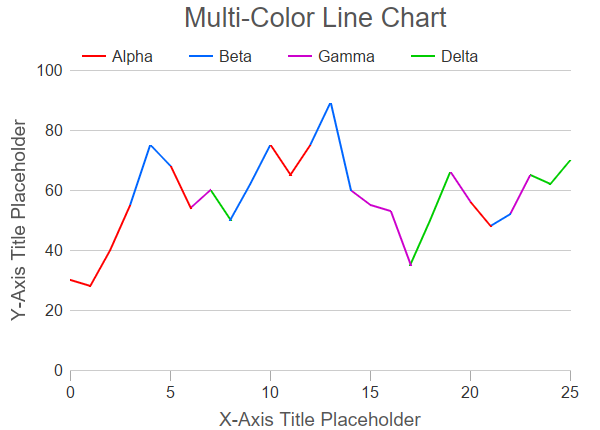 Multi-Color Line Chart
Alpha Beta Gamma Delta
100
80
60
40
20
0
Y-Axis Title Placeholder
0 5 10 15 20 25
X-Axis Title Placeholder